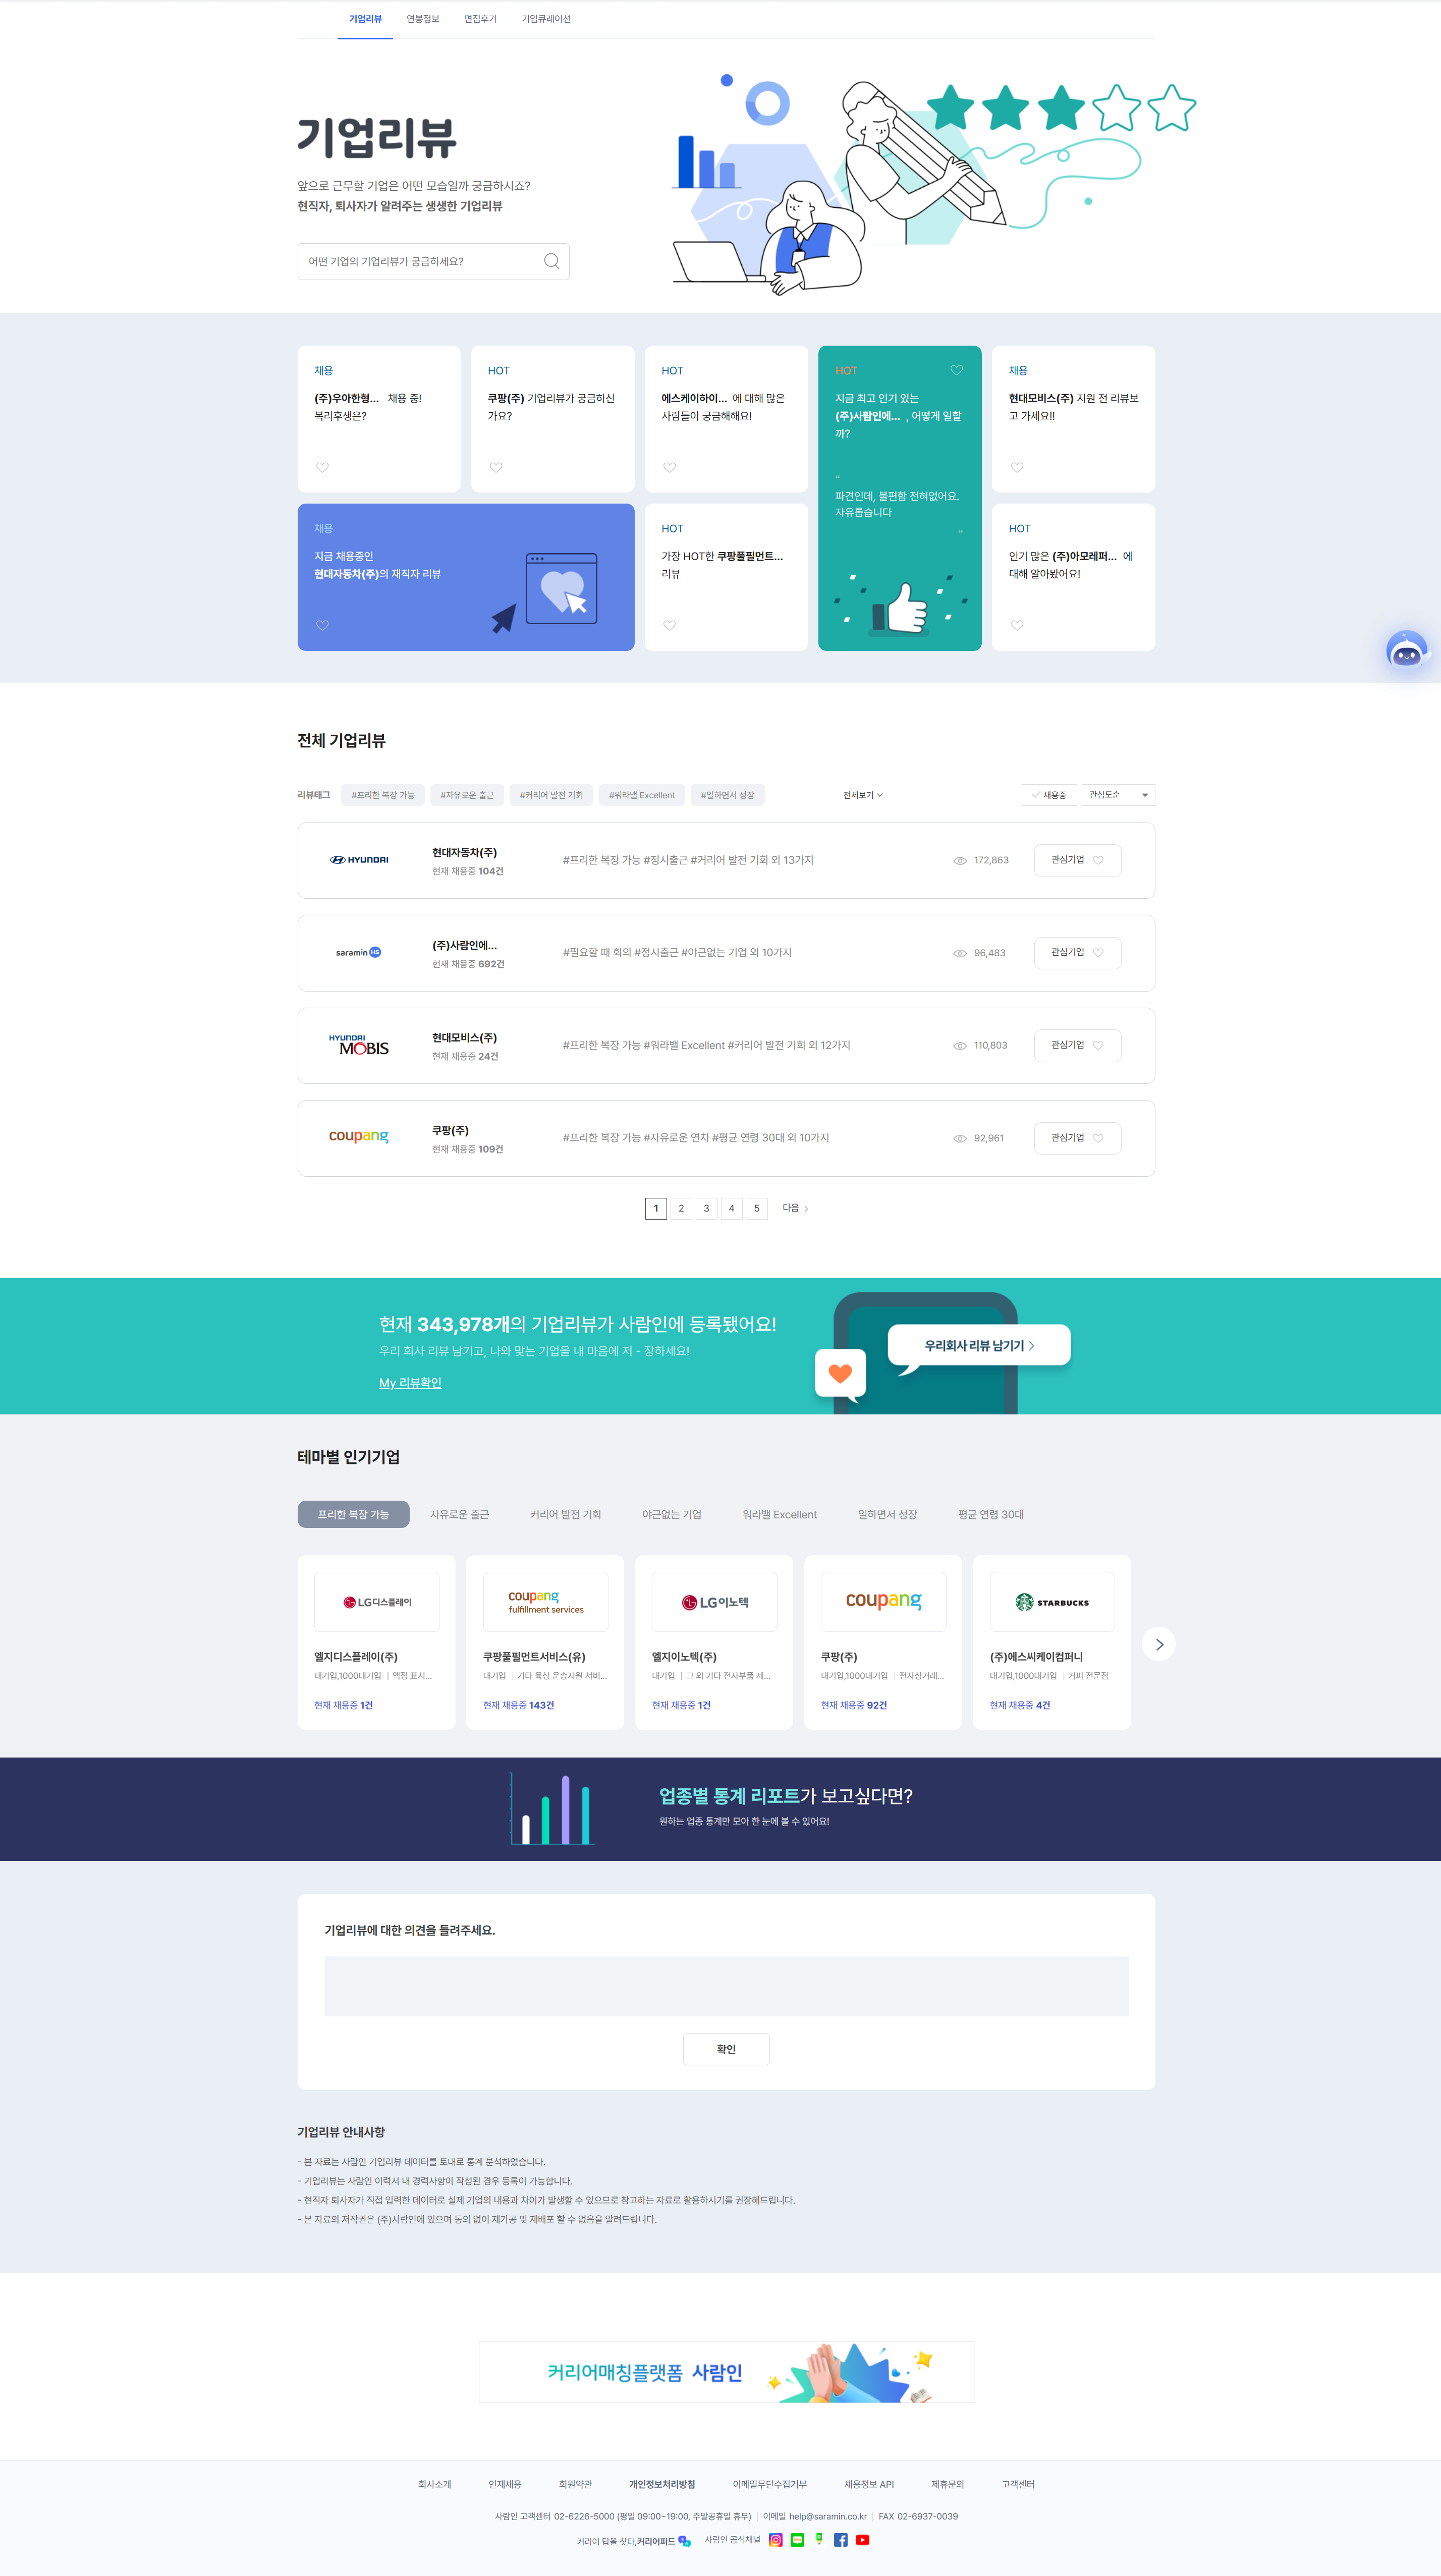 기업리뷰
연봉정보
면접후기
기업큐레이션
기업리뷰
앞으로 근무할 기업은 어떤 모습일까 궁금하시죠?
현직자, 퇴사자가 알려주는 생생한 기업리뷰
어떤 기업의 기업리뷰가 궁금하세요?
채용
(주)우아한형... 채용 중!
복리후생은?
HOT
쿠팡(주) 기업리뷰가 궁금하신
가요?
HOT
에스케이하이... 에 대해 많은
사람들이 궁금해해요!
HOT
지금 최고 인기 있는
(주)사람인에... , 어떻게 일할
까?
"
파견인데, 불편함 전혀없어요.
자유롭습니다
"
채용
현대모비스(주) 지원 전 리뷰보
고 가세요!!
채용
지금 채용중인
현대자동차(주)의 재직자 리뷰
HOT
가장 HOT한 쿠팡풀필먼트...
리뷰
HOT
인기 많은 (주)아모레퍼... 에
대해 알아봤어요!
전체 기업리뷰
리뷰태그 #프리한 복장 가능 #자유로운 출근 #커리어 발전 기회 #워라밸 Excellent #일하면서 성장 전체보기 채용중 관심도순
HYUNDAI
현대자동차(주)
현재 채용중 104건
#프리한 복장 가능 #정시출근 #커리어 발전 기회 외 13가지
172,863
관심기업
saramin HS
(주)사람인에...
현재 채용중 692건
#필요할 때 회의 #정시출근 #야근없는 기업 외 10가지
96,483
관심기업
HYUNDAI
MOBIS
현대모비스(주)
현재 채용중 24건
#프리한 복장 가능 #워라밸 Excellent #커리어 발전 기회 외 12가지
110,803
관심기업
coupang
쿠팡(주)
현재 채용중 109건
#프리한 복장 가능 #자유로운 연차 #평균 연령 30대 외 10가지
92,961
관심기업
1 2 3 4 5 다음
현재 343,978개의 기업리뷰가 사람인에 등록됐어요!
우리 회사 리뷰 남기고, 나와 맞는 기업을 내 마음에 저 - 장하세요!
My 리뷰확인
우리회사 리뷰 남기기
테마별 인기기업
프리한 복장 가능 자유로운 출근 커리어 발전 기회 야근없는 기업 워라밸 Excellent 일하면서 성장 평균 연령 30대
LG디스플레이
엘지디스플레이(주)
대기업,1000대기업 | 액정 표시...
현재 채용중 1건
coupang
fulfillment services
쿠팡풀필먼트서비스(유)
대기업 | 기타 육상 운송지원 서비...
현재 채용중 143건
LG이노텍
엘지이노텍(주)
대기업 | 그 외 기타 전자부품 제...
현재 채용중 1건
coupang
쿠팡(주)
대기업,1000대기업 | 전자상거래...
현재 채용중 92건
STARBUCKS
(주)에스씨케이컴퍼니
대기업,1000대기업 | 커피 전문점
현재 채용중 4건
업종별 통계 리포트가 보고싶다면?
원하는 업종 통계만 모아 한 눈에 볼 수 있어요!
기업리뷰에 대한 의견을 들려주세요.
확인
기업리뷰 안내사항
- 본 자료는 사람인 기업리뷰 데이터를 토대로 통계 분석하였습니다.
- 기업리뷰는 사람인 이력서 내 경력사항이 작성된 경우 등록이 가능합니다.
- 현직자 퇴사자가 직접 입력한 데이터로 실제 기업의 내용과 차이가 발생할 수 있으므로 참고하는 자료로 활용하시기를 권장해드립니다.
- 본 자료의 저작권은 (주)사람인에 있으며 동의 없이 재가공 및 재배포 할 수 없음을 알려드립니다.
커리어매칭플랫폼 사람인
회사소개 인재채용 회원약관 개인정보처리방침 이메일무단수집거부 채용정보 API 제휴문의 고객센터
사람인 고객센터 02-6226-5000 (평일 09:00~19:00, 주말공휴일 휴무) | 이메일 help@saramin.co.kr | FAX 02-6937-0039
커리어 답을 찾다,커리어피드 | 사람인 공식채널